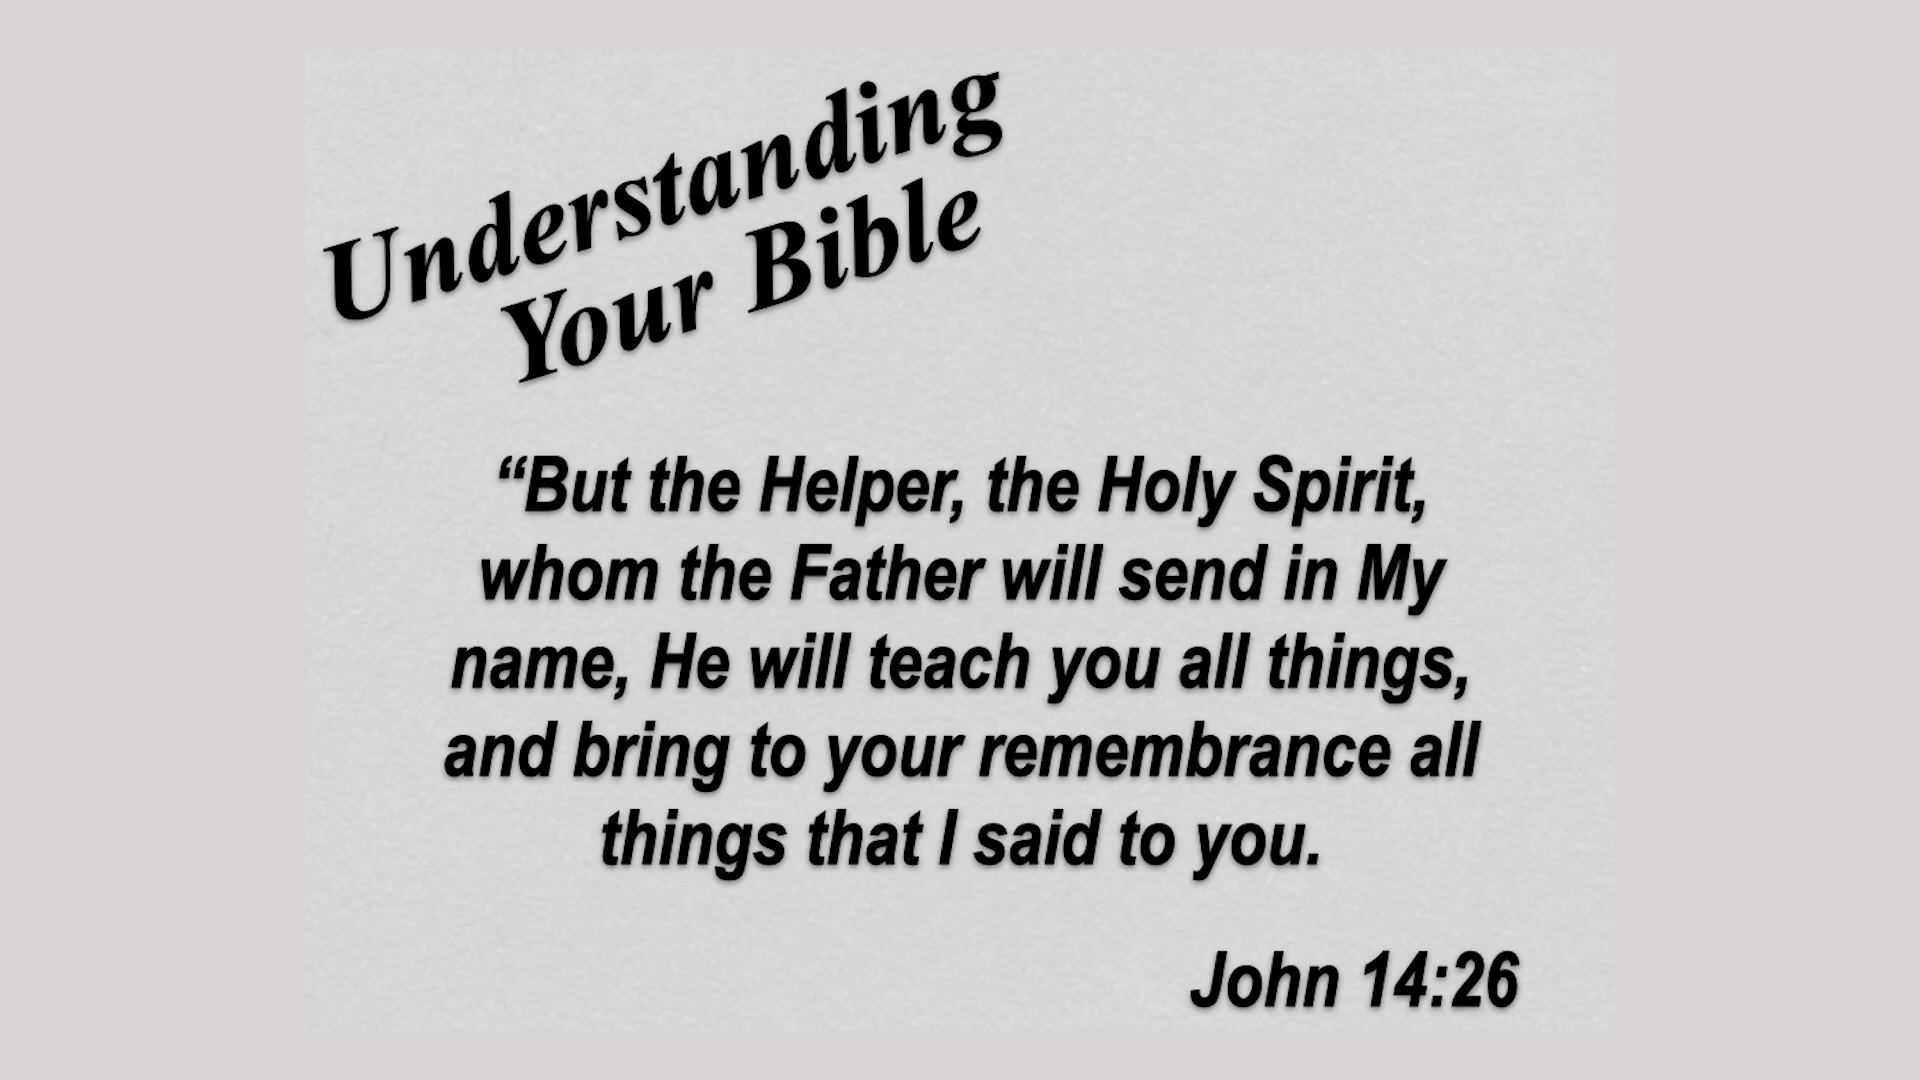 Understanding
Your Bible
“But the Helper, the Holy Spirit,
whom the Father will send in My
name, He will teach you all things,
and bring to your remembrance all
things that I said to you.
John 14:26